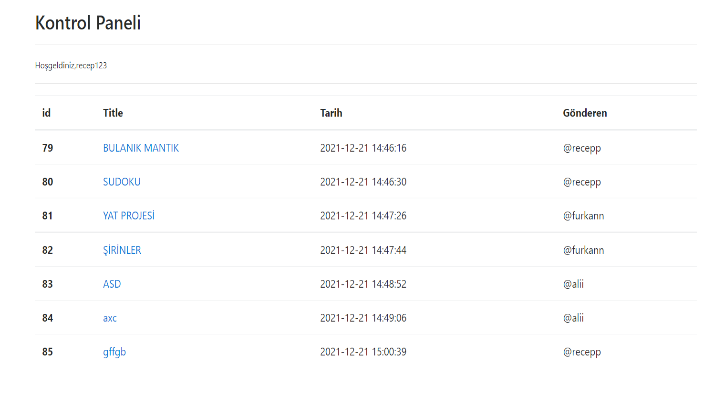 Kontrol Paneli
Hoşgeldiniz,recep123
id Title Tarih Gönderen
79 BULANIK MANTIK 2021-12-21 14:46:16 @recepp
80 SUDOKU 2021-12-21 14:46:30 @recepp
81 YAT PROJESİ 2021-12-21 14:47:26 @furkann
82 ŞİRİNLER 2021-12-21 14:47:44 @furkann
83 ASD 2021-12-21 14:48:52 @alii
84 axc 2021-12-21 14:49:06 @alii
85 gffgb 2021-12-21 15:00:39 @recepp